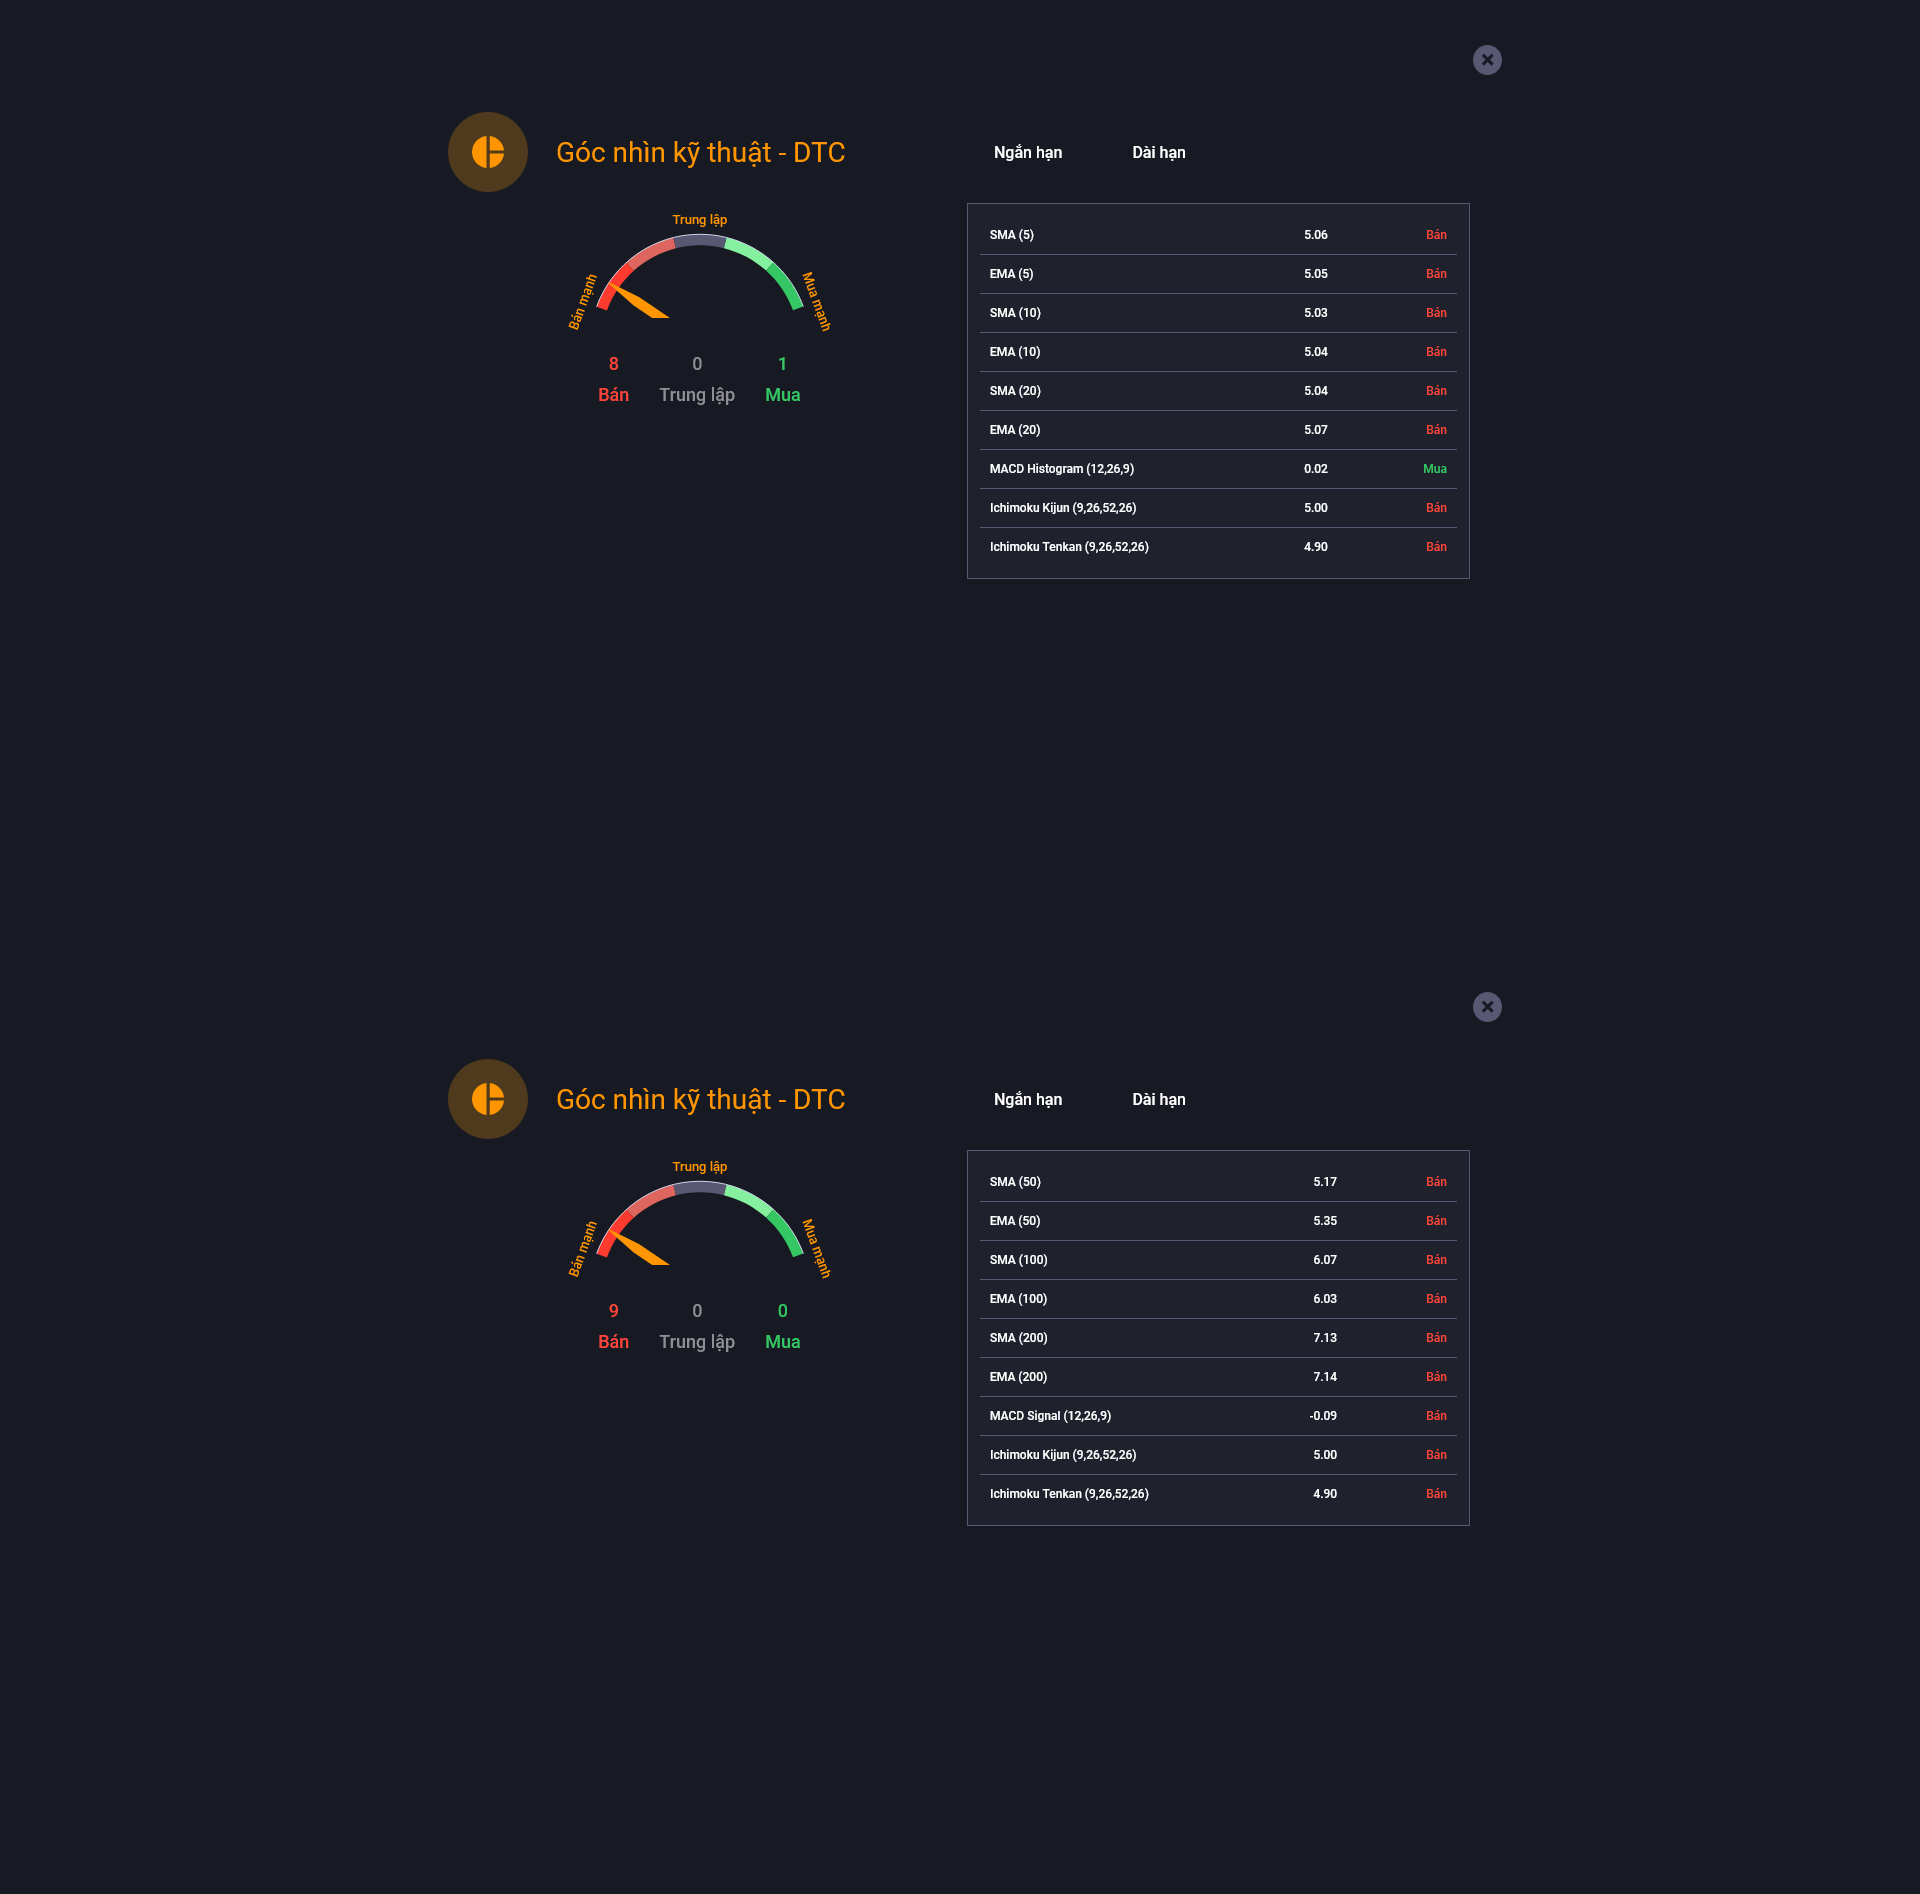 Góc nhìn kỹ thuật - DTC
Ngắn hạn Dài hạn
Trung lập
Bán mạnh
Mua mạnh
8 0 1
Bán Trung lập Mua
SMA (5) 5.06 Bán
EMA (5) 5.05 Bán
SMA (10) 5.03 Bán
EMA (10) 5.04 Bán
SMA (20) 5.04 Bán
EMA (20) 5.07 Bán
MACD Histogram (12,26,9) 0.02 Mua
Ichimoku Kijun (9,26,52,26) 5.00 Bán
Ichimoku Tenkan (9,26,52,26) 4.90 Bán
Góc nhìn kỹ thuật - DTC
Ngắn hạn Dài hạn
Trung lập
Bán mạnh
Mua mạnh
9 0 0
Bán Trung lập Mua
SMA (50) 5.17 Bán
EMA (50) 5.35 Bán
SMA (100) 6.07 Bán
EMA (100) 6.03 Bán
SMA (200) 7.13 Bán
EMA (200) 7.14 Bán
MACD Signal (12,26,9) -0.09 Bán
Ichimoku Kijun (9,26,52,26) 5.00 Bán
Ichimoku Tenkan (9,26,52,26) 4.90 Bán